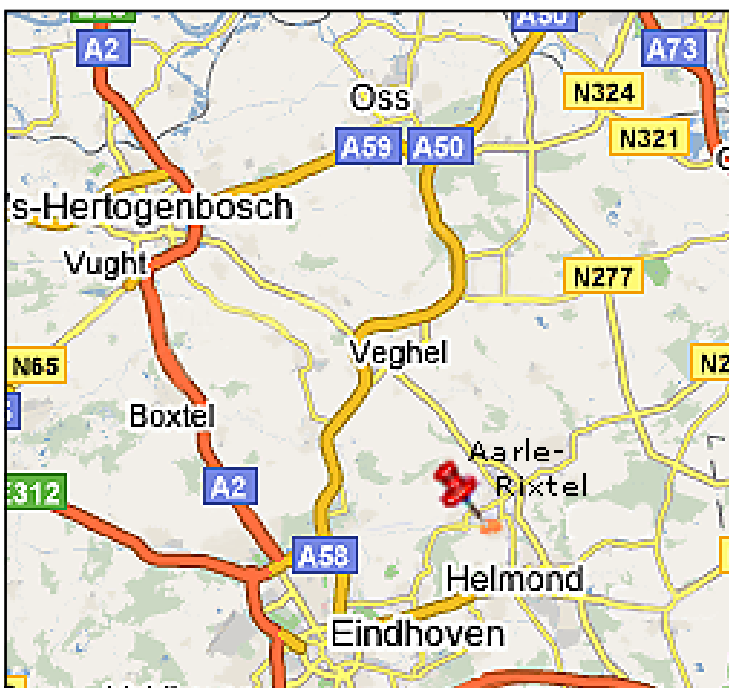 A50
A2
A73
Oss
N324
N321
A59
A50
's-Hertogenbosch
Vught
N277
Veghel
N65
N2
Boxtel
Aarle-
Rixtel
A2
E312
A58
Helmond
Eindhoven